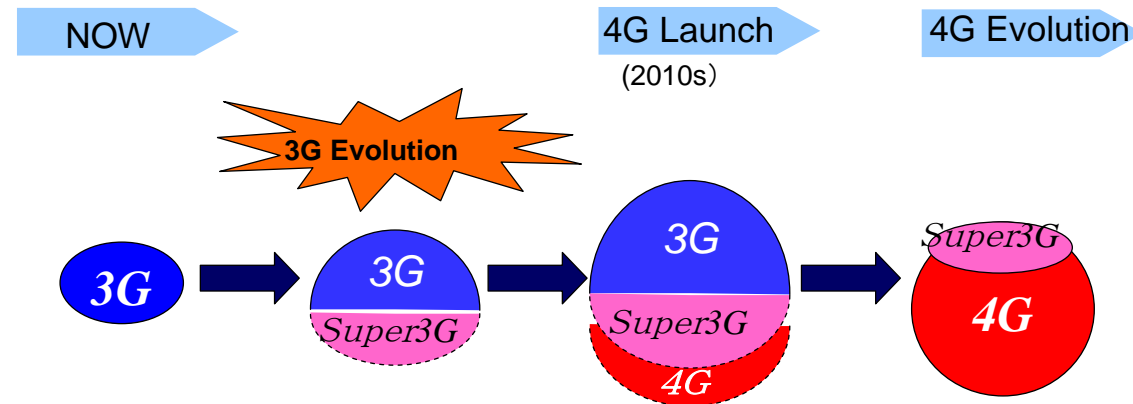 NOW
4G Launch
(2010s）
4G Evolution
3G Evolution
3G
3G
Super3G
3G
Super3G
4G
Super3G
4G